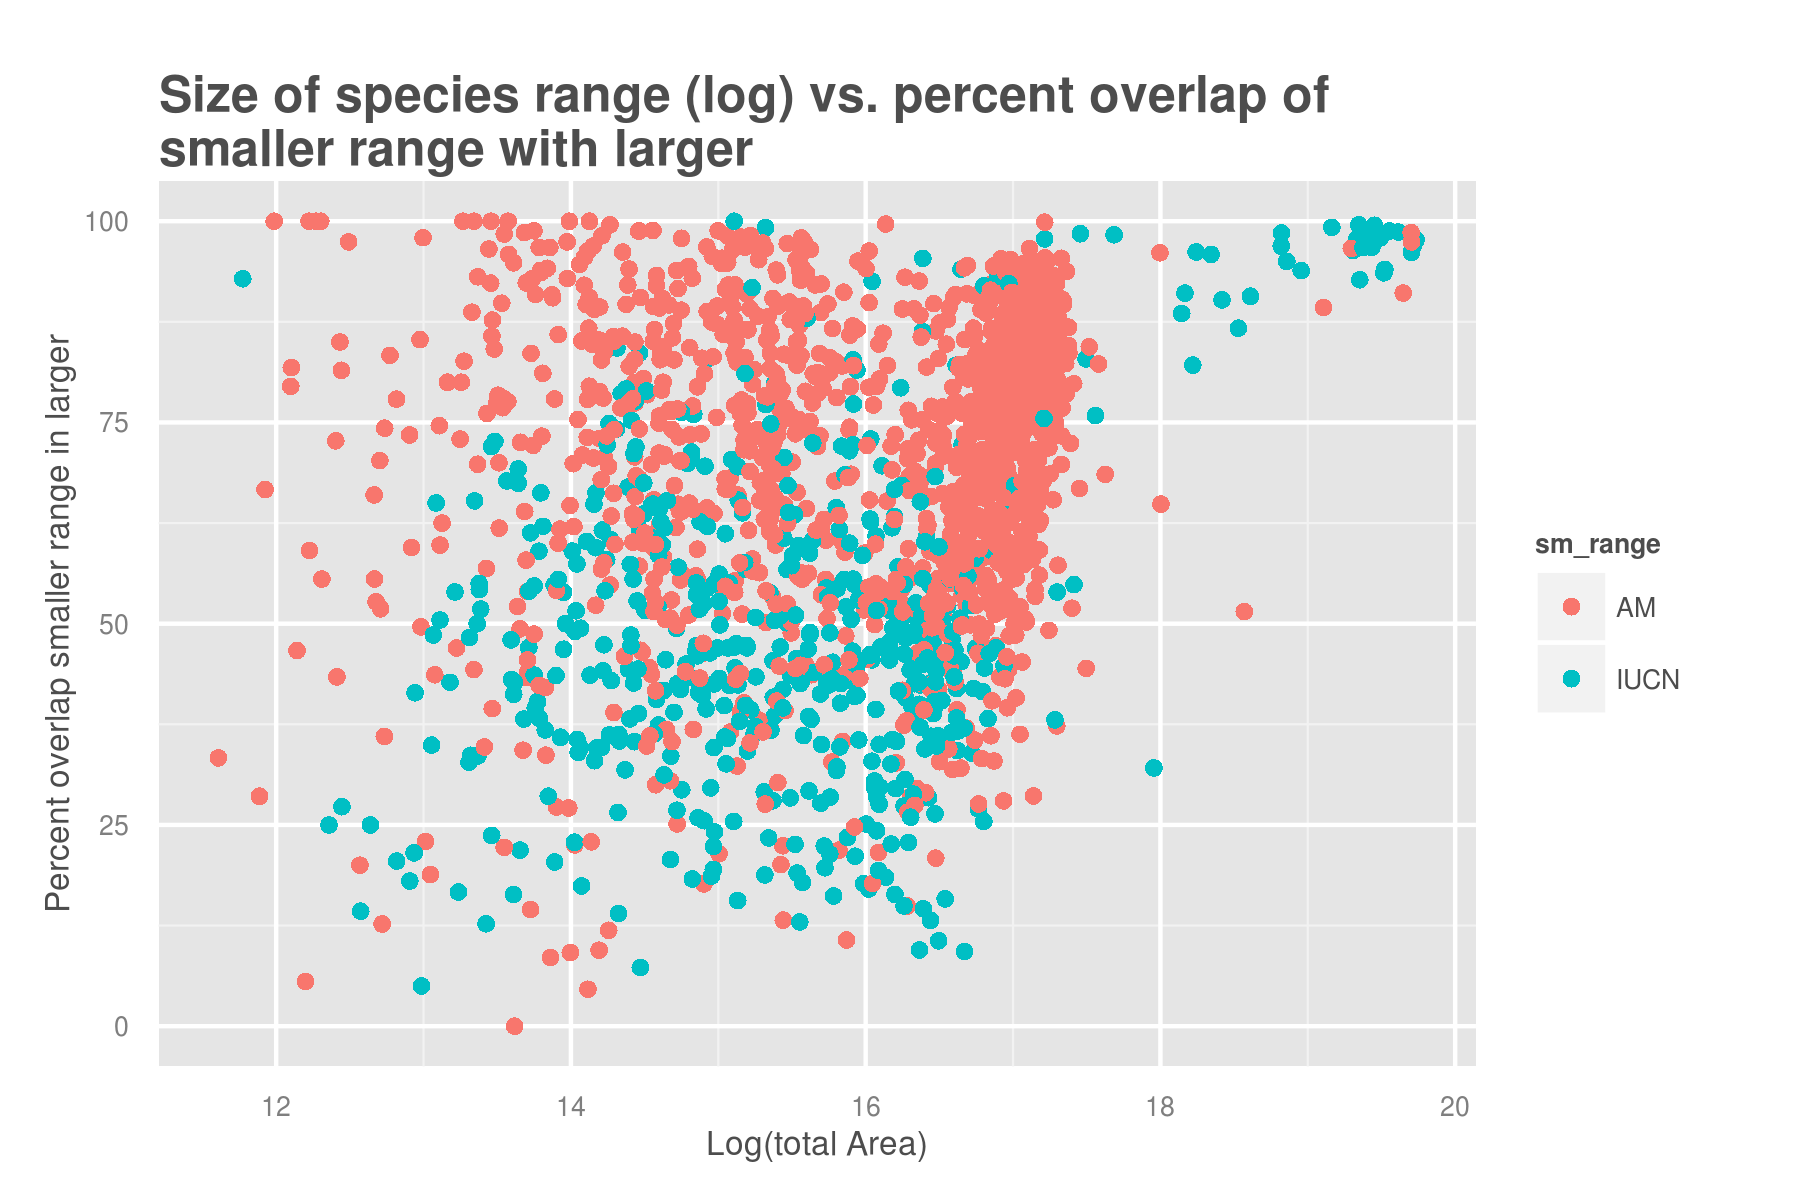 Size of species range (log) vs. percent overlap of
smaller range with larger
Percent overlap smaller range in larger
100
75
50
25
0
12
14
16
18
20
Log(total Area)
sm_range
AM
IUCN